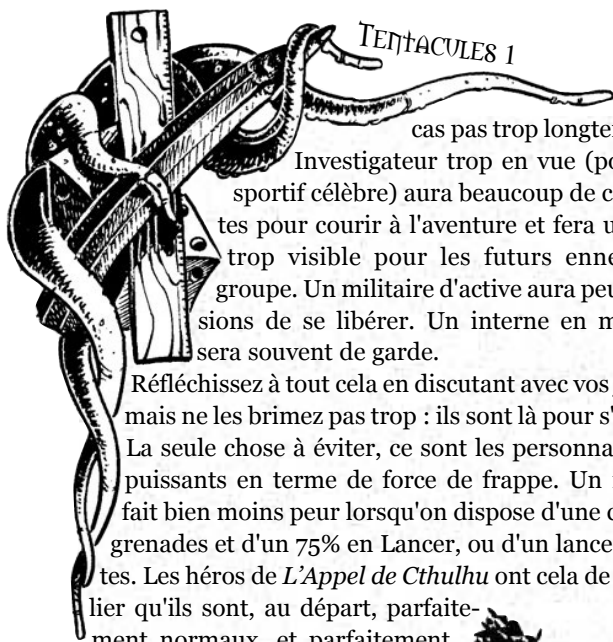 TENTACULES 1
cas pas trop longte
Investigateur trop en vue (po
sportif célèbre) aura beaucoup de c
tes pour courir à l'aventure et fera u
trop visible pour les futurs enne
groupe. Un militaire d'active aura peu
sions de se libérer. Un interne en m
sera souvent de garde.
Réfléchissez à tout cela en discutant avec vos
mais ne les brimez pas trop : ils sont là pour s'
La seule chose à éviter, ce sont les personna
puissants en terme de force de frappe. Un
fait bien moins peur lorsqu'on dispose d'une
grenades et d'un 75% en Lancer, ou d'un lance
tes. Les héros de L'Appel de Cthulhu ont cela de
lier qu'ils sont, au départ, parfaite-
ment normaux, et parfaitement